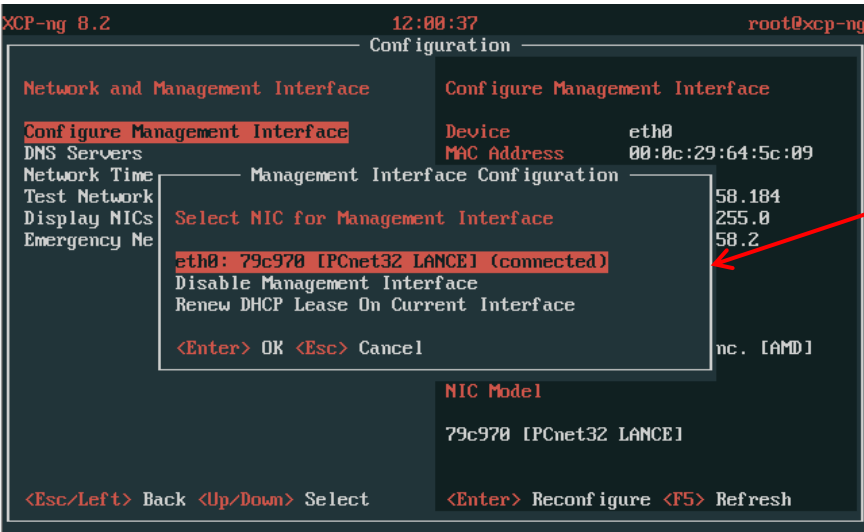 XCP-ng 8.2 12:00:37 root@xcp-ng
Configuration
Network and Management Interface
Configure Management Interface
DNS Servers
Network Time
Test Network
Display NICs
Emergency Ne
Configure Management Interface
Device eth0
MAC Address 00:0c:29:64:5c:09
58.184
255.0
58.2
nc. [AMD]
NIC Model
79c970 [PCnet32 LANCE]
Management Interface Configuration
Select NIC for Management Interface
eth0: 79c970 [PCnet32 LANCE] (connected)
Disable Management Interface
Renew DHCP Lease On Current Interface
<Enter> OK <Esc> Cancel
<Esc/Left> Back <Up/Down> Select
<Enter> Reconfigure <F5> Refresh